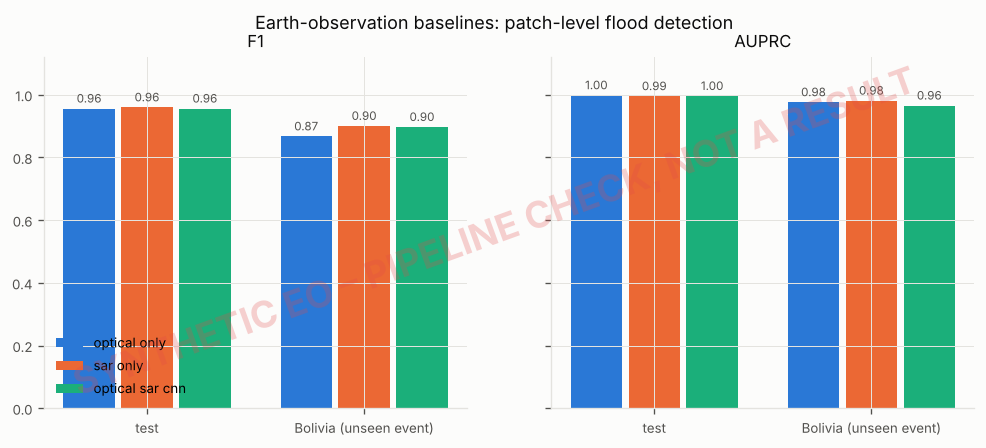 Earth-observation baselines: patch-level flood detection
F1
AUPRC
1.0
0.8
0.6
0.4
0.2
0.0
0.96
0.96
0.96
0.87
0.90
0.90
1.00
0.99
1.00
0.98
0.98
0.96
optical only
sar only
optical sar cnn
test
Bolivia (unseen event)
test
Bolivia (unseen event)
SYNTHETIC EO — PIPELINE CHECK, NOT A RESULT